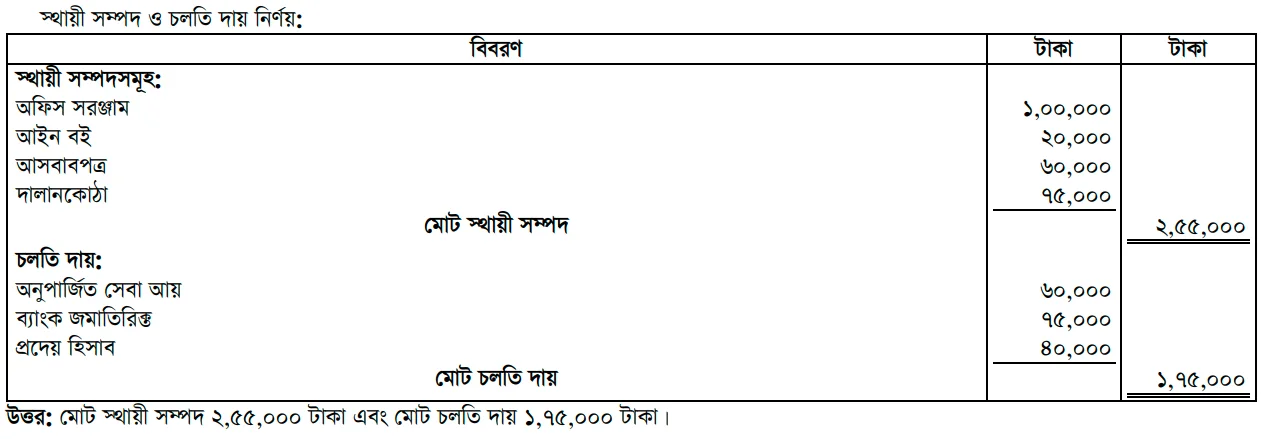 স্থায়ী সম্পদ ও চলতি দায় নির্ণয়:
বিবরণ টাকা টাকা
স্থায়ী সম্পদসমূহ:
অফিস সরঞ্জাম ১,০০,০০০
আইন বই ২০,০০০
আসবাবপত্র ৬০,০০০
দালানকোঠা ৭৫,০০০
মোট স্থায়ী সম্পদ ২,৫৫,০০০
চলতি দায়:
অনুপার্জিত সেবা আয় ৬০,০০০
ব্যাংক জমাতিরিক্ত ৭৫,০০০
প্রদেয় হিসাব ৪০,০০০
মোট চলতি দায় ১,৭৫,০০০
উত্তর: মোট স্থায়ী সম্পদ ২,৫৫,০০০ টাকা এবং মোট চলতি দায় ১,৭৫,০০০ টাকা।